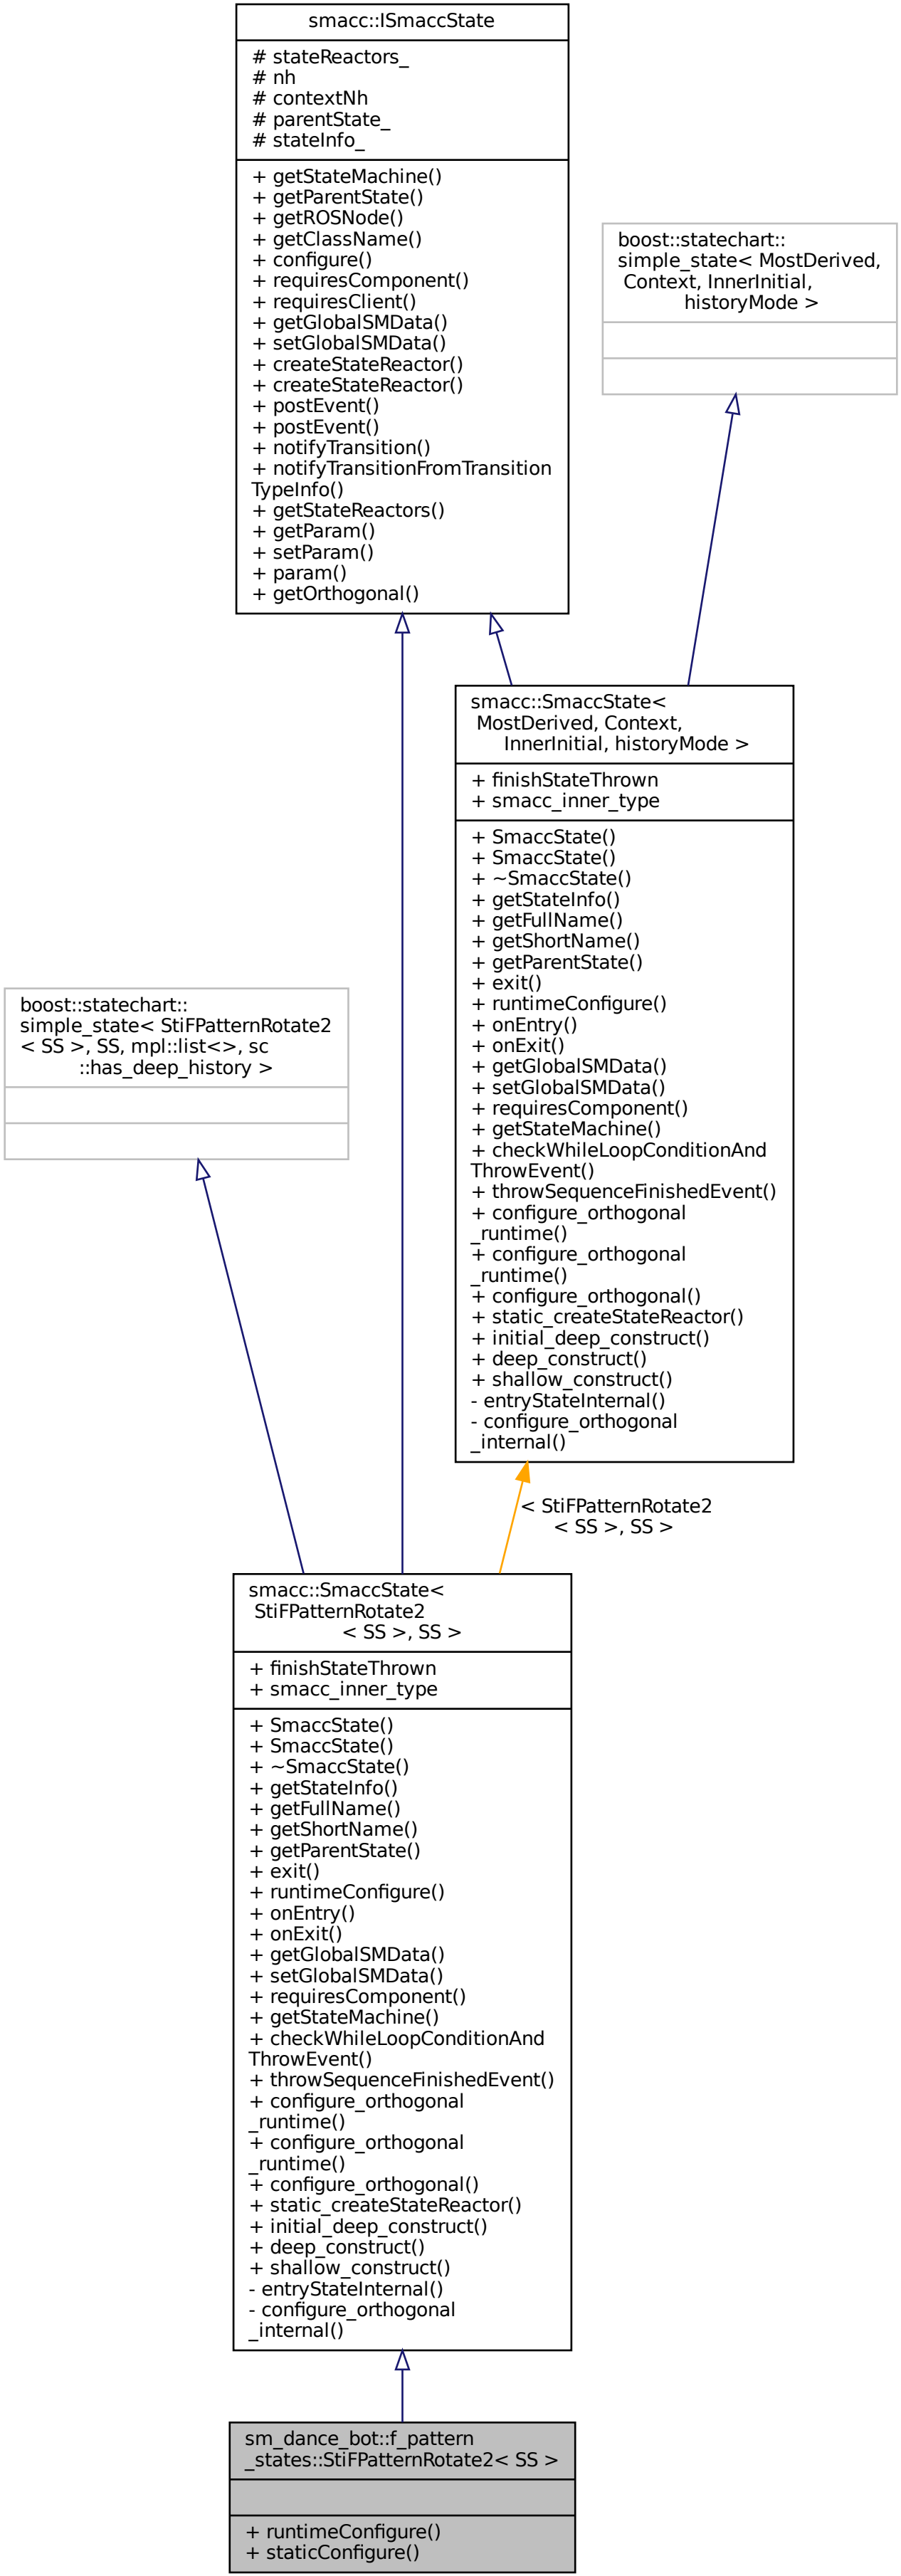 smacc::ISmaccState
# stateReactors_
# nh
# contextNh
# parentState_
# stateInfo_
+ getStateMachine()
+ getParentState()
+ getROSNode()
+ getClassName()
+ configure()
+ requiresComponent()
+ requiresClient()
+ getGlobalSMData()
+ setGlobalSMData()
+ createStateReactor()
+ createStateReactor()
+ postEvent()
+ postEvent()
+ notifyTransition()
+ notifyTransitionFromTransition
TypeInfo()
+ getStateReactors()
+ getParam()
+ setParam()
+ param()
+ getOrthogonal()
boost::statechart::
simple_state< MostDerived,
Context, InnerInitial,
historyMode >
smacc::SmaccState<
MostDerived, Context,
InnerInitial, historyMode >
+ finishStateThrown
+ smacc_inner_type
+ SmaccState()
+ SmaccState()
+ ~SmaccState()
+ getStateInfo()
+ getFullName()
+ getShortName()
+ getParentState()
+ exit()
+ runtimeConfigure()
+ onEntry()
+ onExit()
+ getGlobalSMData()
+ setGlobalSMData()
+ requiresComponent()
+ getStateMachine()
+ checkWhileLoopConditionAnd
ThrowEvent()
+ throwSequenceFinishedEvent()
+ configure_orthogonal
_runtime()
+ configure_orthogonal
_runtime()
+ configure_orthogonal()
+ static_createStateReactor()
+ initial_deep_construct()
+ deep_construct()
+ shallow_construct()
- entryStateInternal()
- configure_orthogonal
_internal()
boost::statechart::
simple_state< StiFPatternRotate2
< SS >, SS, mpl::list<>, sc
::has_deep_history >
< StiFPatternRotate2
< SS >, SS >
smacc::SmaccState<
StiFPatternRotate2
< SS >, SS >
+ finishStateThrown
+ smacc_inner_type
+ SmaccState()
+ SmaccState()
+ ~SmaccState()
+ getStateInfo()
+ getFullName()
+ getShortName()
+ getParentState()
+ exit()
+ runtimeConfigure()
+ onEntry()
+ onExit()
+ getGlobalSMData()
+ setGlobalSMData()
+ requiresComponent()
+ getStateMachine()
+ checkWhileLoopConditionAnd
ThrowEvent()
+ throwSequenceFinishedEvent()
+ configure_orthogonal
_runtime()
+ configure_orthogonal
_runtime()
+ configure_orthogonal()
+ static_createStateReactor()
+ initial_deep_construct()
+ deep_construct()
+ shallow_construct()
- entryStateInternal()
- configure_orthogonal
_internal()
sm_dance_bot::f_pattern
_states::StiFPatternRotate2< SS >
+ runtimeConfigure()
+ staticConfigure()